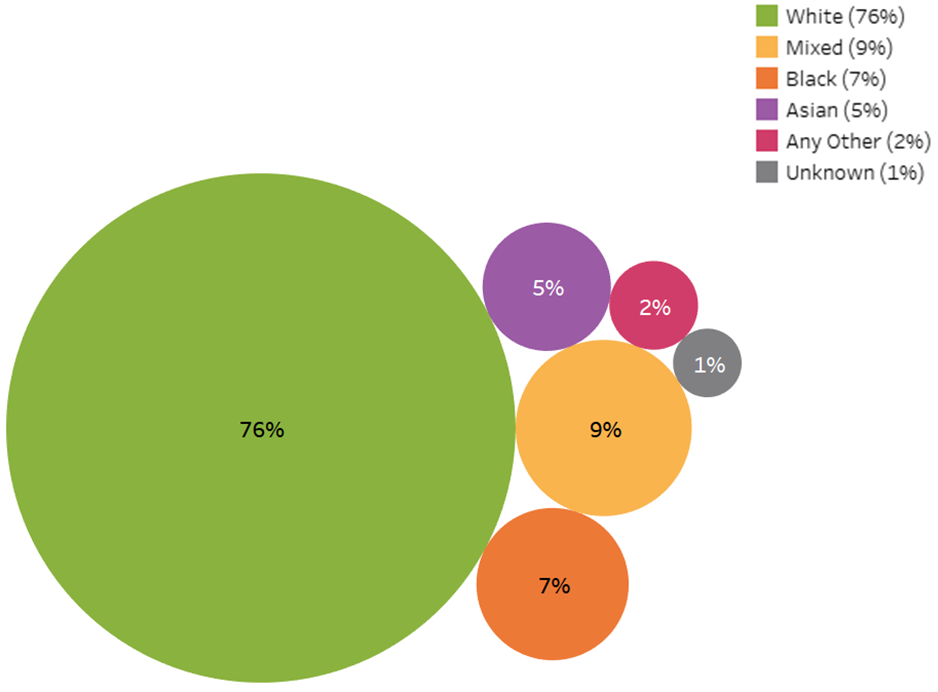 White (76%)
Mixed (9%)
Black (7%)
Asian (5%)
Any Other (2%)
Unknown (1%)
5%
2%
1%
76%
9%
7%